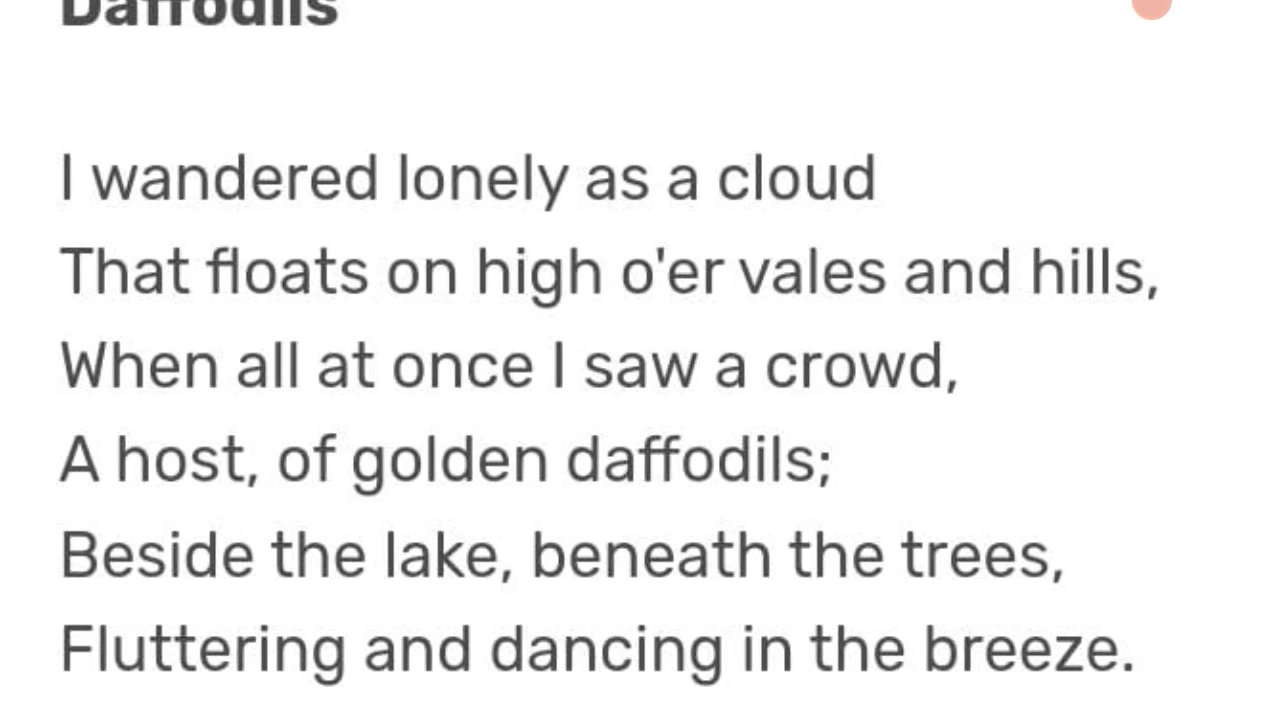 Daffodils
I wandered lonely as a cloud
That floats on high o'er vales and hills,
When all at once I saw a crowd,
A host, of golden daffodils;
Beside the lake, beneath the trees,
Fluttering and dancing in the breeze.